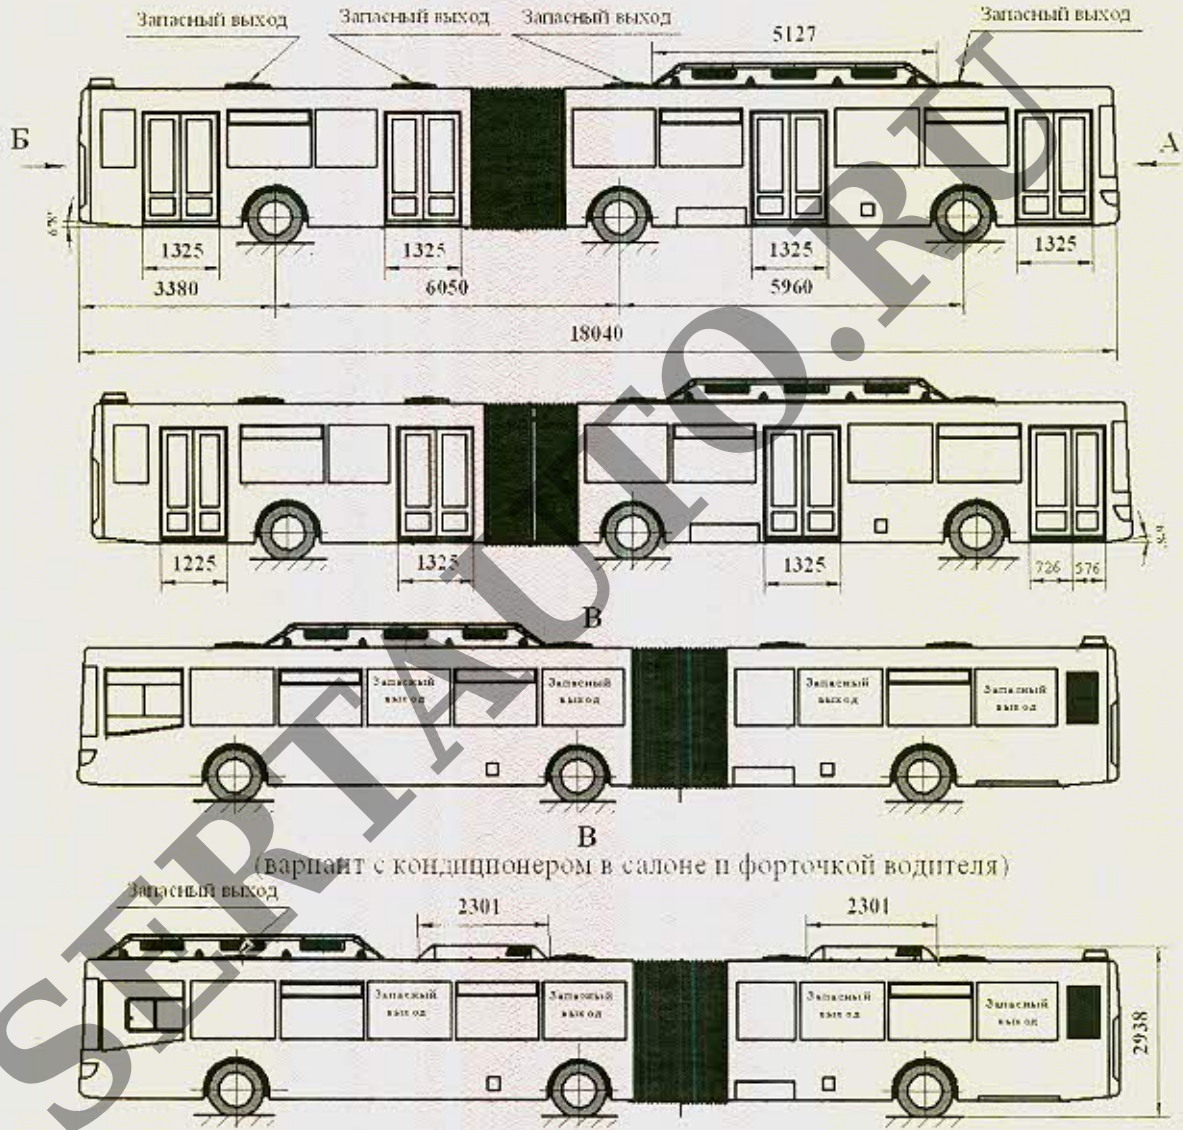 Запасный выход Запасный выход Запасный выход Запасный выход
5127
Б А
1325 1325 1325 1325
3380 6050 5960
18040
1225 1325 1325 726 576
В
Запасный выход Запасный выход Запасный выход Запасный выход
В
(вариант с кондиционером в салоне и форточкой водителя)
Запасный выход
2301 2301
Запасный выход Запасный выход Запасный выход Запасный выход
2938
SERTAUTO.RU